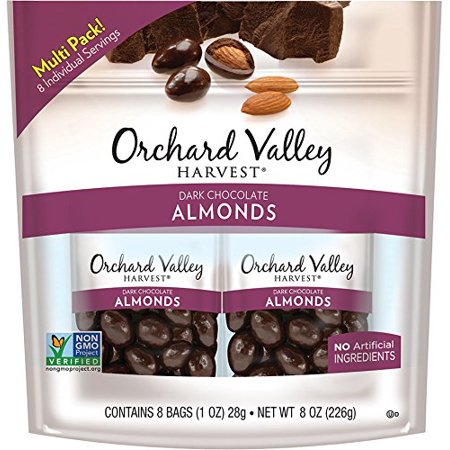 Multi Pack!
8 Individual Servings
Orchard Valley
HARVEST®
DARK CHOCOLATE
ALMONDS
Orchard Valley
HARVEST®
DARK CHOCOLATE
ALMONDS
Orchard Valley
HARVEST®
DARK CHOCOLATE
ALMONDS
NON
GMO
Project
VERIFIED
nongmoproject.org
NO Artificial
INGREDIENTS
CONTAINS 8 BAGS (1 OZ) 28g • NET WT 8 OZ (226g)
U D